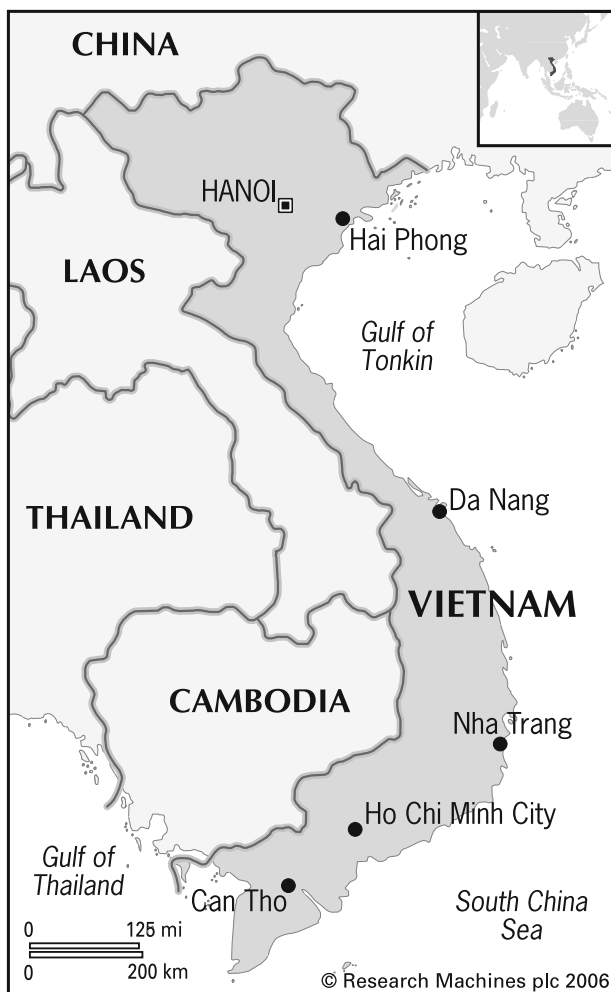 CHINA
HANOI
Hai Phong
LAOS
Gulf of
Tonkin
Da Nang
THAILAND
VIETNAM
CAMBODIA
Nha Trang
Ho Chi Minh City
Gulf of
Thailand
Can Tho
South China
Sea
0 125 mi
0 200 km
© Research Machines plc 2006